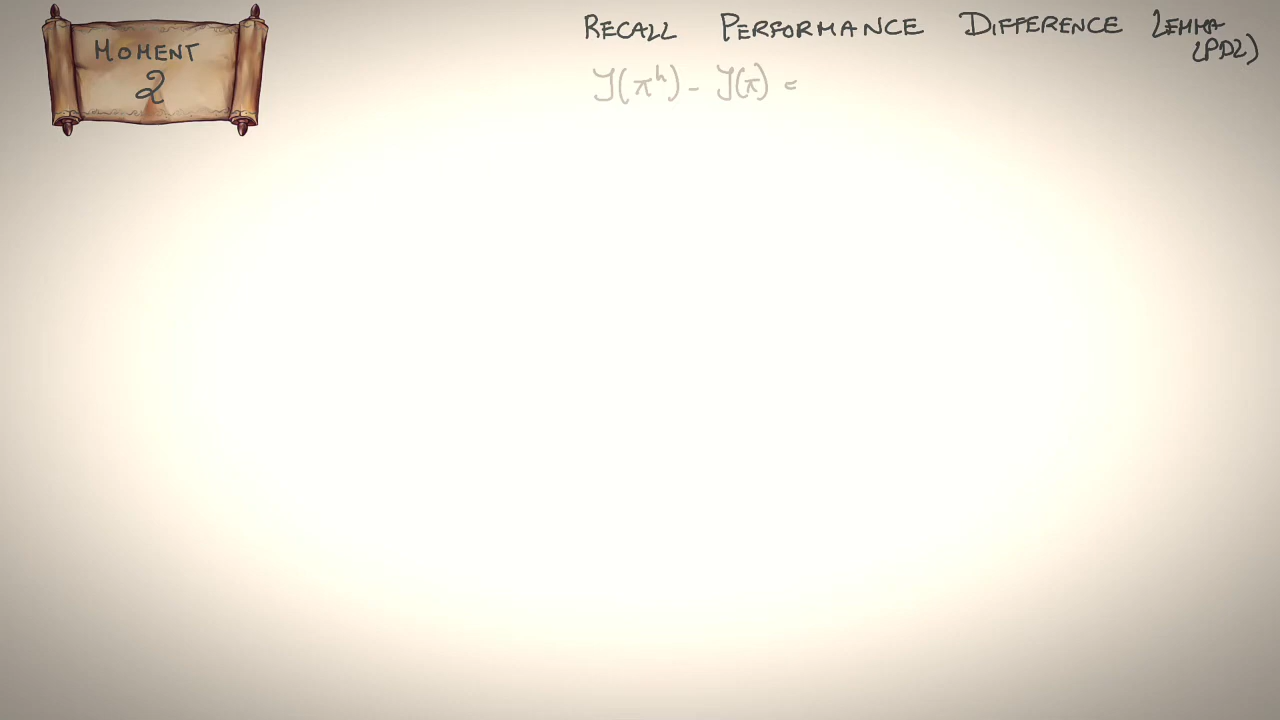 MOMENT
2
RECALL PERFORMANCE DIFFERENCE LEMMA
(PDL)
J(π^h) - J(π) =